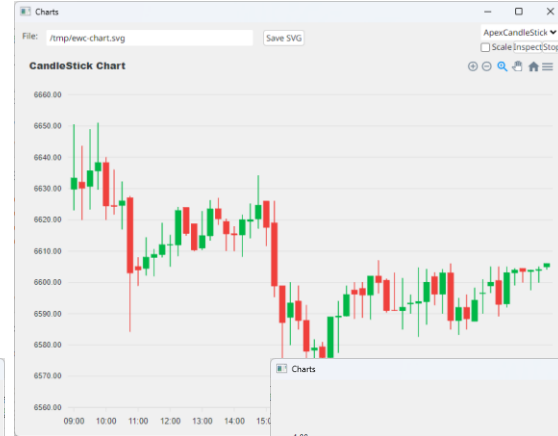 Charts
File: /tmp/ewc-chart.svg Save SVG ApexCandleStick
Scale Inspect Stop
CandleStick Chart
6660.00
6650.00
6640.00
6630.00
6620.00
6610.00
6600.00
6590.00
6580.00
6570.00
6560.00
09:00 10:00 11:00 12:00 13:00 14:00
Charts